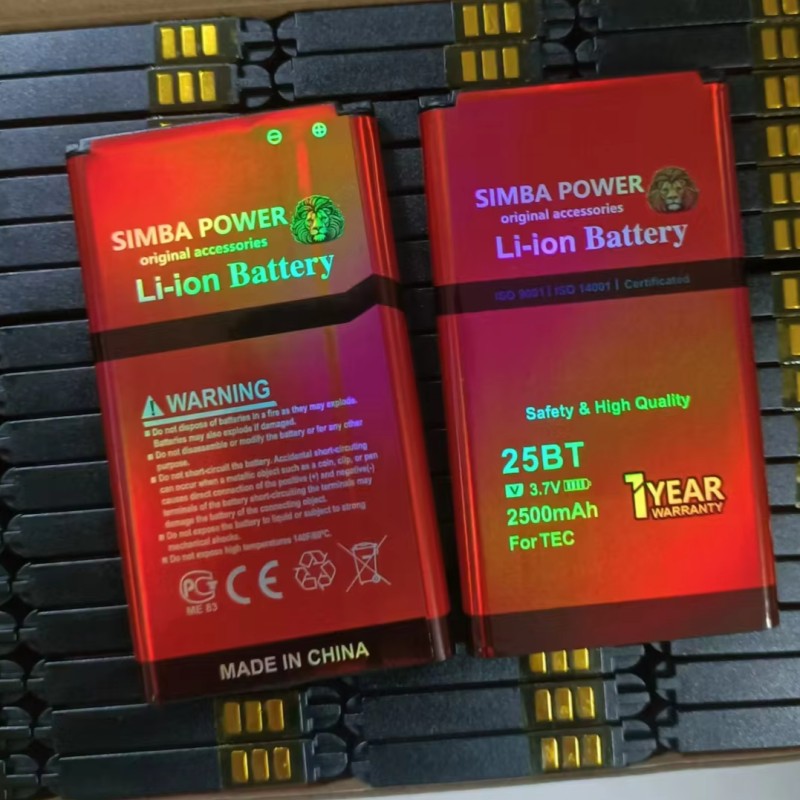 SIMBA POWER
original accessories
Li-ion Battery
WARNING
Do not dispose of batteries in a fire as they may explode.
Batteries may also explode if damaged.
Do not disassemble or modify the battery or for any other
purpose.
Do not short-circuit the battery. Accidental short-circuiting
can occur when a metallic object such as a coin, clip, or pen
causes direct connection of the positive (+) and negative(-)
terminals of the battery short-circuiting the terminals may
damage the battery of the connecting object.
Do not expose the battery to liquid or subject to strong
mechanical shocks.
Do not expose high temperatures 140F/60°C.
PG CE
ME 83
MADE IN CHINA
SIMBA POWER
original accessories
Li-ion Battery
ISO 9001 | ISO 14001 | Certificated
Safety & High Quality
25BT
V 3.7V
2500mAh
For TEC
1 YEAR
WARRANTY